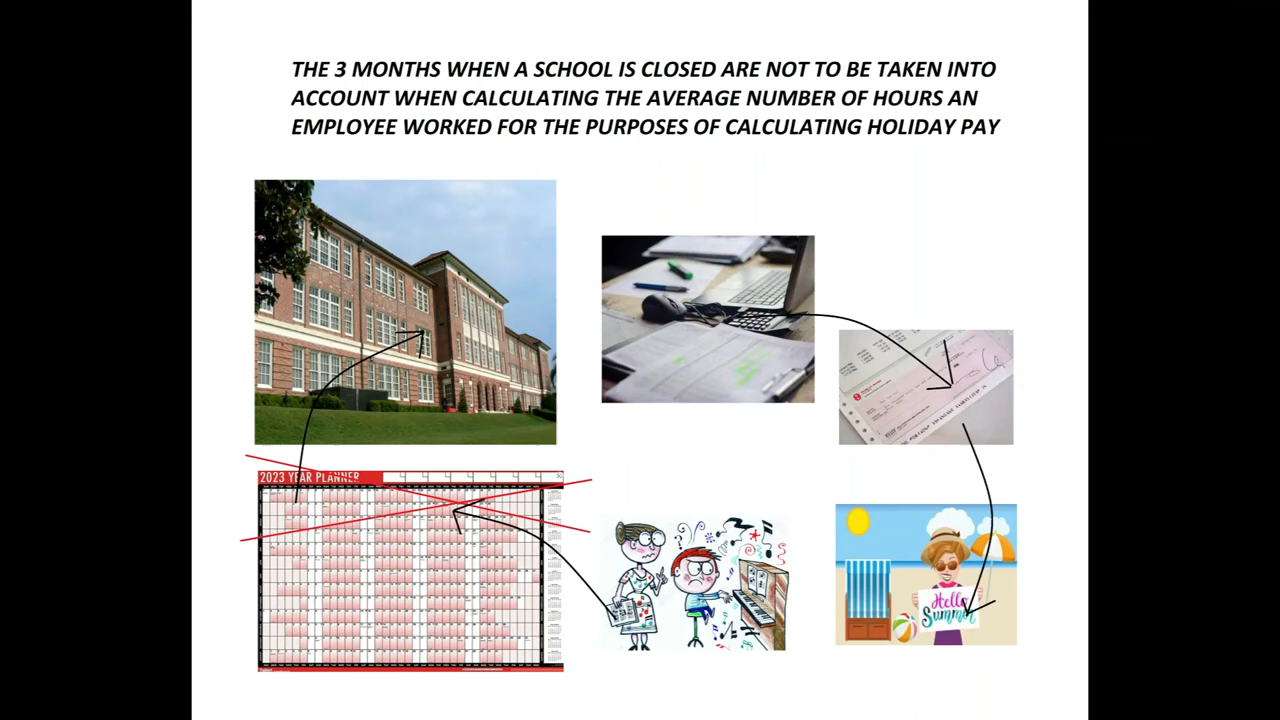 THE 3 MONTHS WHEN A SCHOOL IS CLOSED ARE NOT TO BE TAKEN INTO
ACCOUNT WHEN CALCULATING THE AVERAGE NUMBER OF HOURS AN
EMPLOYEE WORKED FOR THE PURPOSES OF CALCULATING HOLIDAY PAY
2023 YEAR PLANNER
Hello
Summer